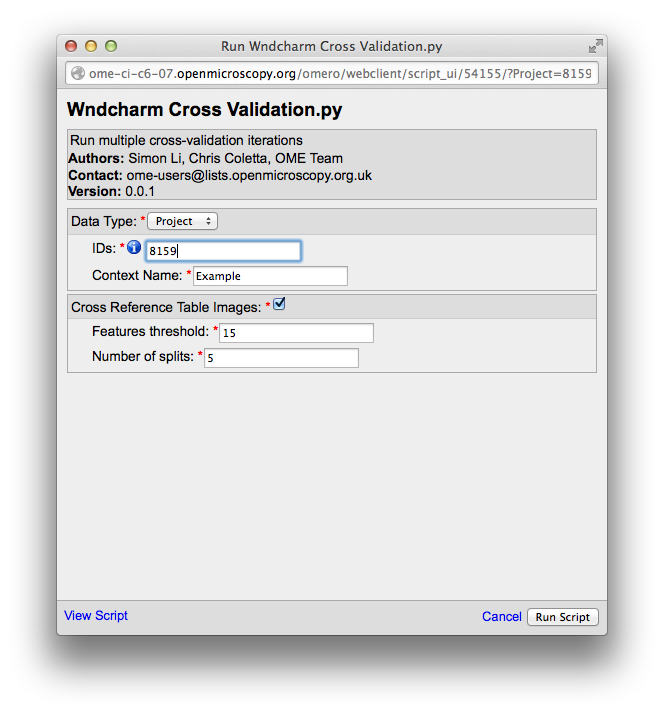 Run Wndcharm Cross Validation.py
ome-ci-c6-07.openmicroscopy.org/omero/webclient/script_ui/54155/?Project=8159
Wndcharm Cross Validation.py
Run multiple cross-validation iterations
Authors: Simon Li, Chris Coletta, OME Team
Contact: ome-users@lists.openmicroscopy.org.uk
Version: 0.0.1
Data Type: * Project
IDs: * i 8159
Context Name: * Example
Cross Reference Table Images: *
Features threshold: * 15
Number of splits: * 5
View Script Cancel Run Script